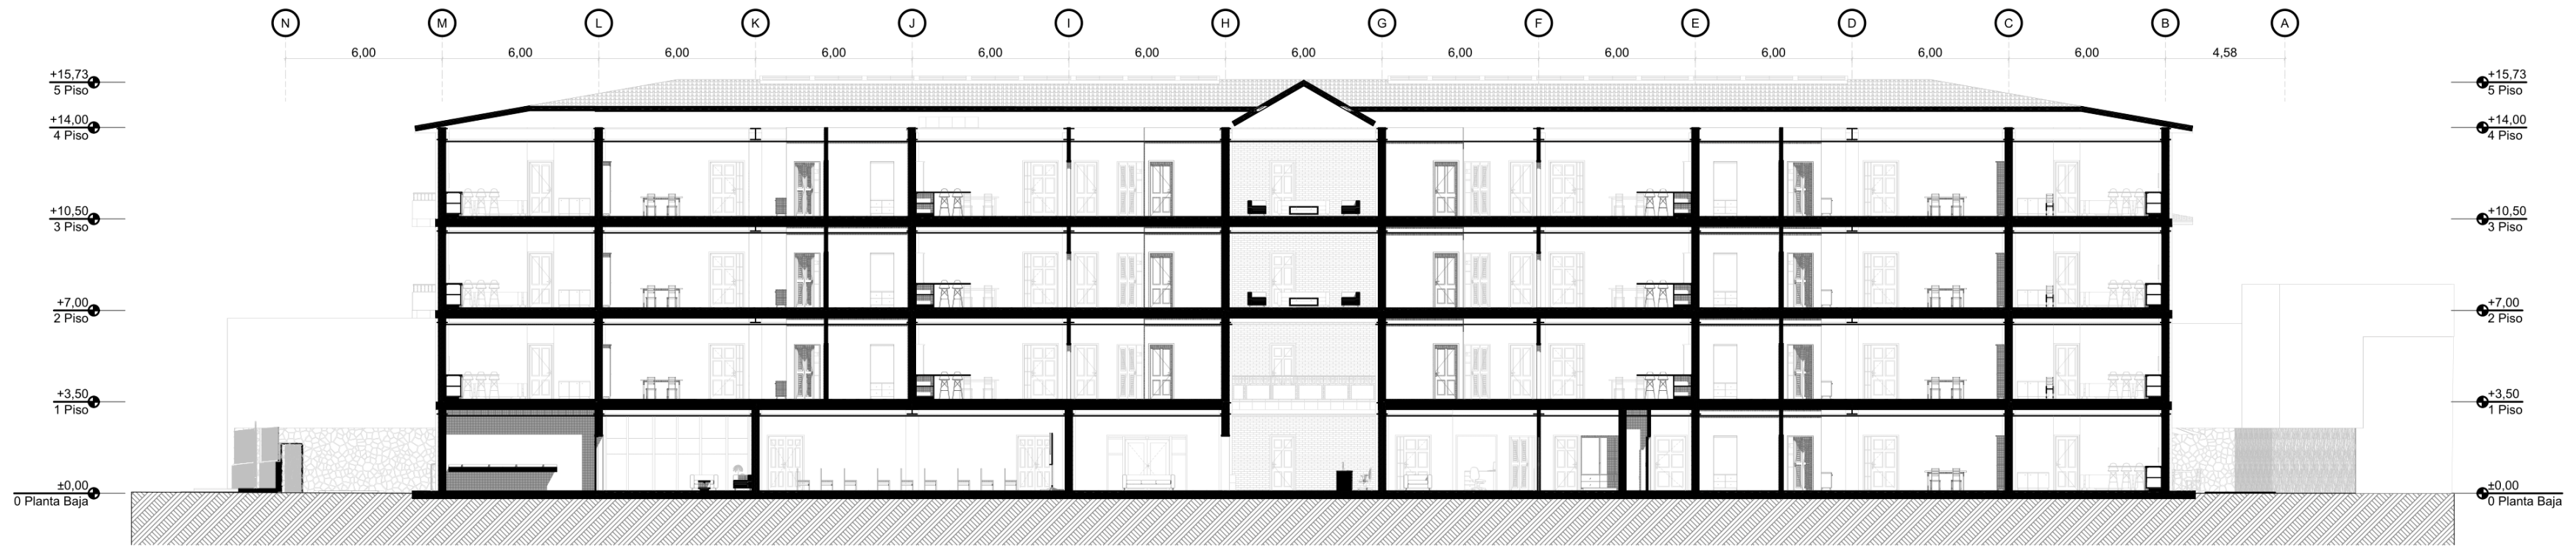 N M L K J I H G F E D C B A
6,00 6,00 6,00 6,00 6,00 6,00 6,00 6,00 6,00 6,00 6,00 6,00 4,58
+15,73
5 Piso
+15,73
5 Piso
+14,00
4 Piso
+14,00
4 Piso
+10,50
3 Piso
+10,50
3 Piso
+7,00
2 Piso
+7,00
2 Piso
+3,50
1 Piso
+3,50
1 Piso
±0,00
0 Planta Baja
±0,00
0 Planta Baja